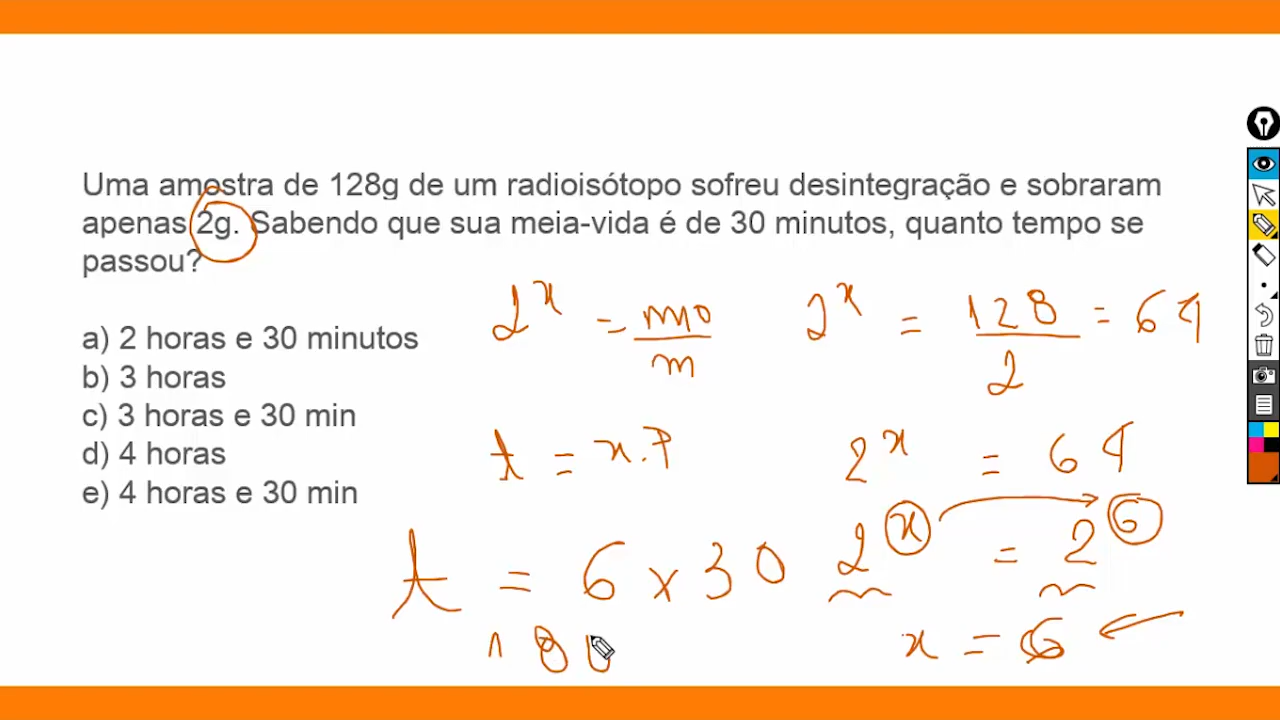 Uma amostra de 128g de um radioisótopo sofreu desintegração e sobraram
apenas 2g. Sabendo que sua meia-vida é de 30 minutos, quanto tempo se
passou?
a) 2 horas e 30 minutos
b) 3 horas
c) 3 horas e 30 min
d) 4 horas
e) 4 horas e 30 min
2^x = mo/m
2^x = 128/2 = 64
t = x.P
2^x = 64
t = 6 x 30
2^x = 2^6
180
x = 6